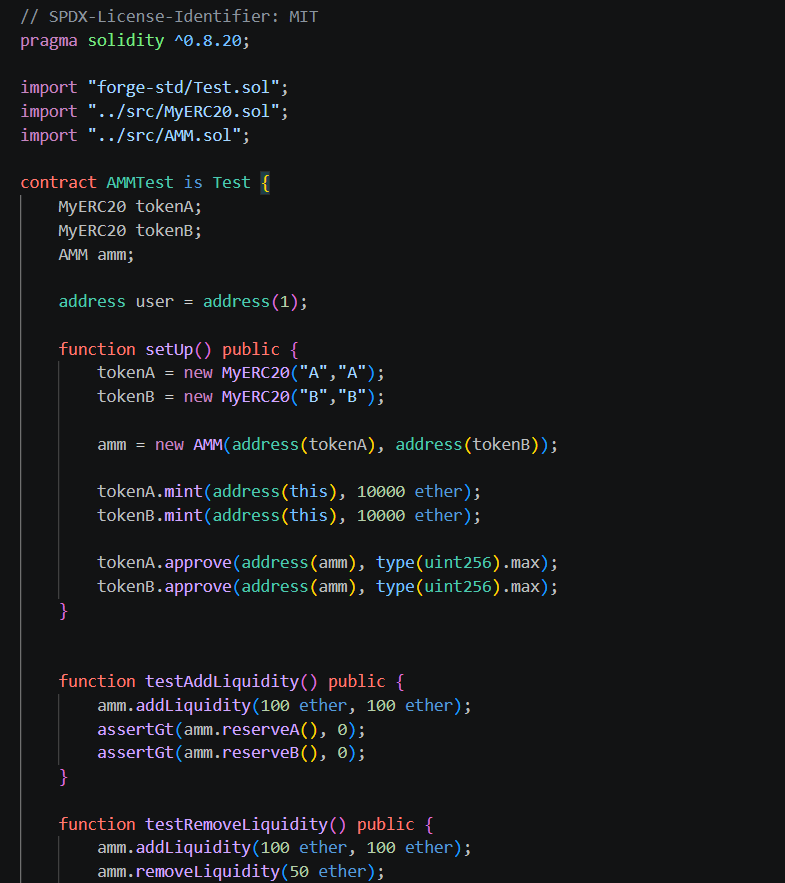 // SPDX-License-Identifier: MIT
pragma solidity ^0.8.20;

import "forge-std/Test.sol";
import "../src/MyERC20.sol";
import "../src/AMM.sol";

contract AMMTest is Test {
    MyERC20 tokenA;
    MyERC20 tokenB;
    AMM amm;

    address user = address(1);

    function setUp() public {
        tokenA = new MyERC20("A","A");
        tokenB = new MyERC20("B","B");

        amm = new AMM(address(tokenA), address(tokenB));

        tokenA.mint(address(this), 10000 ether);
        tokenB.mint(address(this), 10000 ether);

        tokenA.approve(address(amm), type(uint256).max);
        tokenB.approve(address(amm), type(uint256).max);
    }


    function testAddLiquidity() public {
        amm.addLiquidity(100 ether, 100 ether);
        assertGt(amm.reserveA(), 0);
        assertGt(amm.reserveB(), 0);
    }

    function testRemoveLiquidity() public {
        amm.addLiquidity(100 ether, 100 ether);
        amm.removeLiquidity(50 ether);